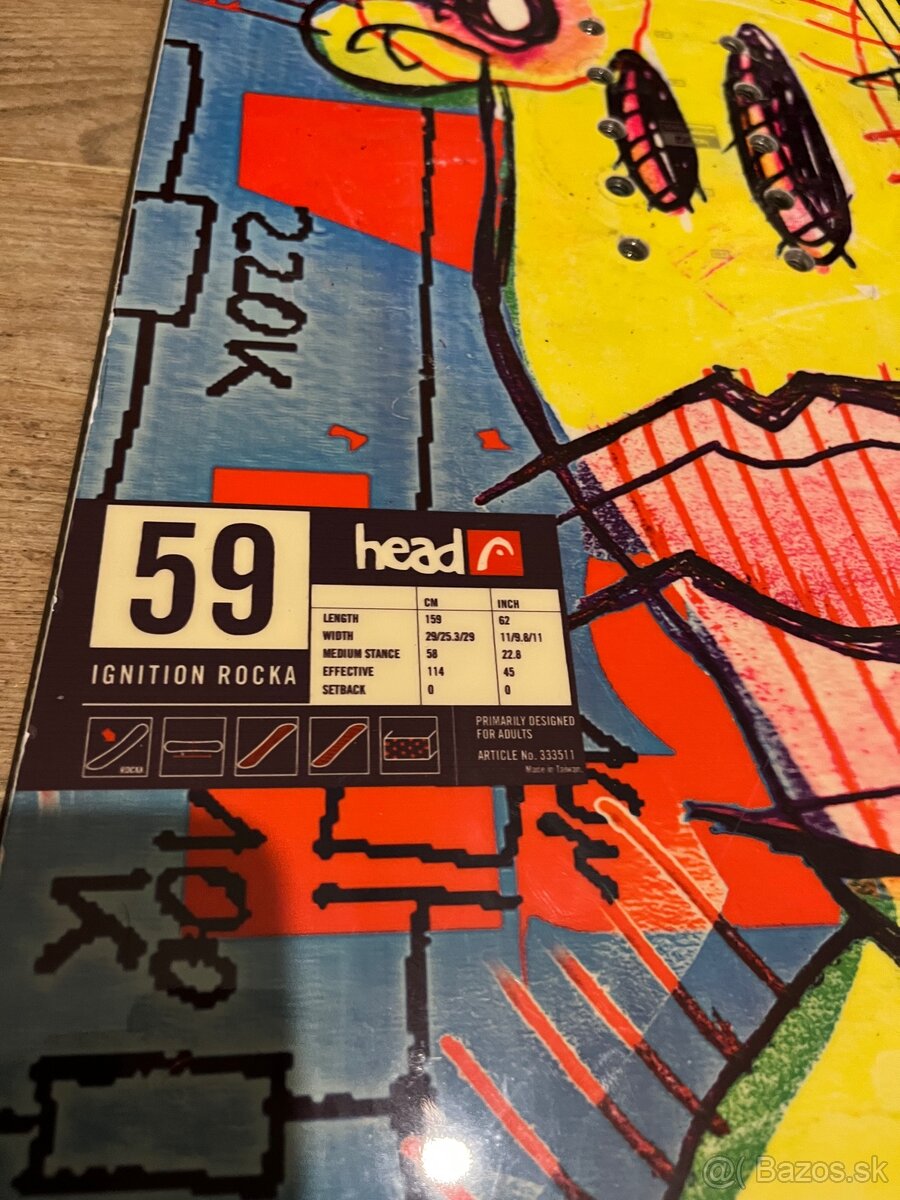 220K
59
head
IGNITION ROCKA
CM INCH
LENGTH 159 62
WIDTH 29/25.3/29 11/9.8/11
MEDIUM STANCE 58 22.8
EFFECTIVE 114 45
SETBACK 0 0
ROCKA
PRIMARILY DESIGNED
FOR ADULTS
ARTICLE No. 333511
Made in Taiwan.
100
K
Bazos.sk